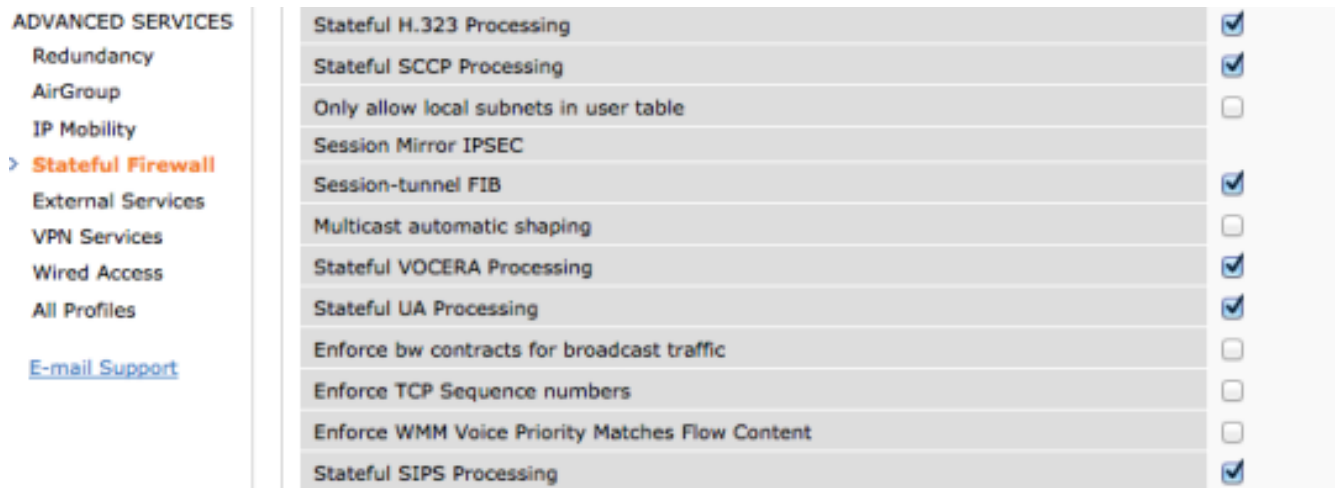 ADVANCED SERVICES
Redundancy
AirGroup
IP Mobility
Stateful Firewall
External Services
VPN Services
Wired Access
All Profiles
E-mail Support
Stateful H.323 Processing
Stateful SCCP Processing
Only allow local subnets in user table
Session Mirror IPSEC
Session-tunnel FIB
Multicast automatic shaping
Stateful VOCERA Processing
Stateful UA Processing
Enforce bw contracts for broadcast traffic
Enforce TCP Sequence numbers
Enforce WMM Voice Priority Matches Flow Content
Stateful SIPS Processing